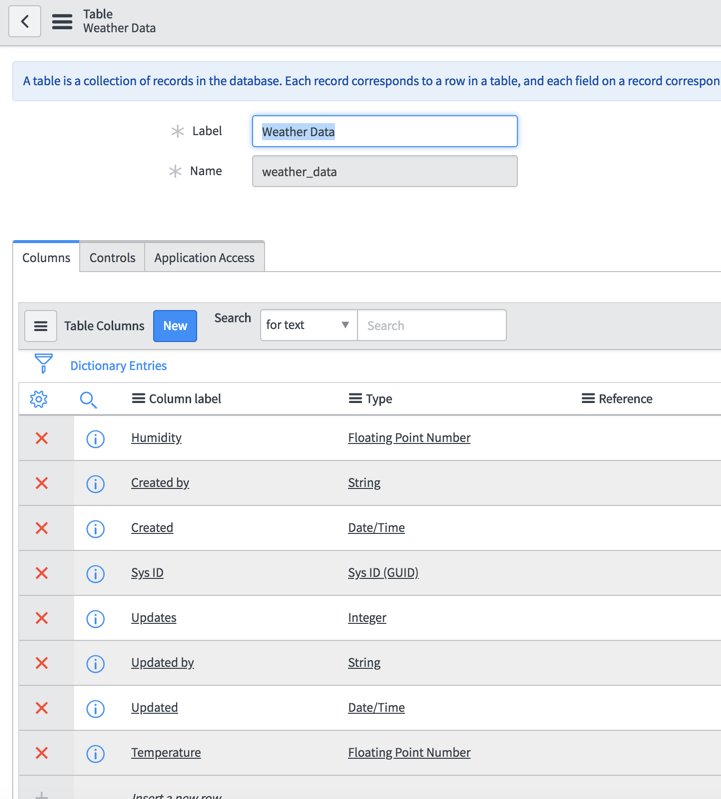 Table
Weather Data
A table is a collection of records in the database. Each record corresponds to a row in a table, and each field on a record correspon
Label
Weather Data
Name
weather_data
Columns
Controls
Application Access
Table Columns New Search for text Search
Dictionary Entries
Column label Type Reference
Humidity Floating Point Number
Created by String
Created Date/Time
Sys ID Sys ID (GUID)
Updates Integer
Updated by String
Updated Date/Time
Temperature Floating Point Number
Insert a new row...